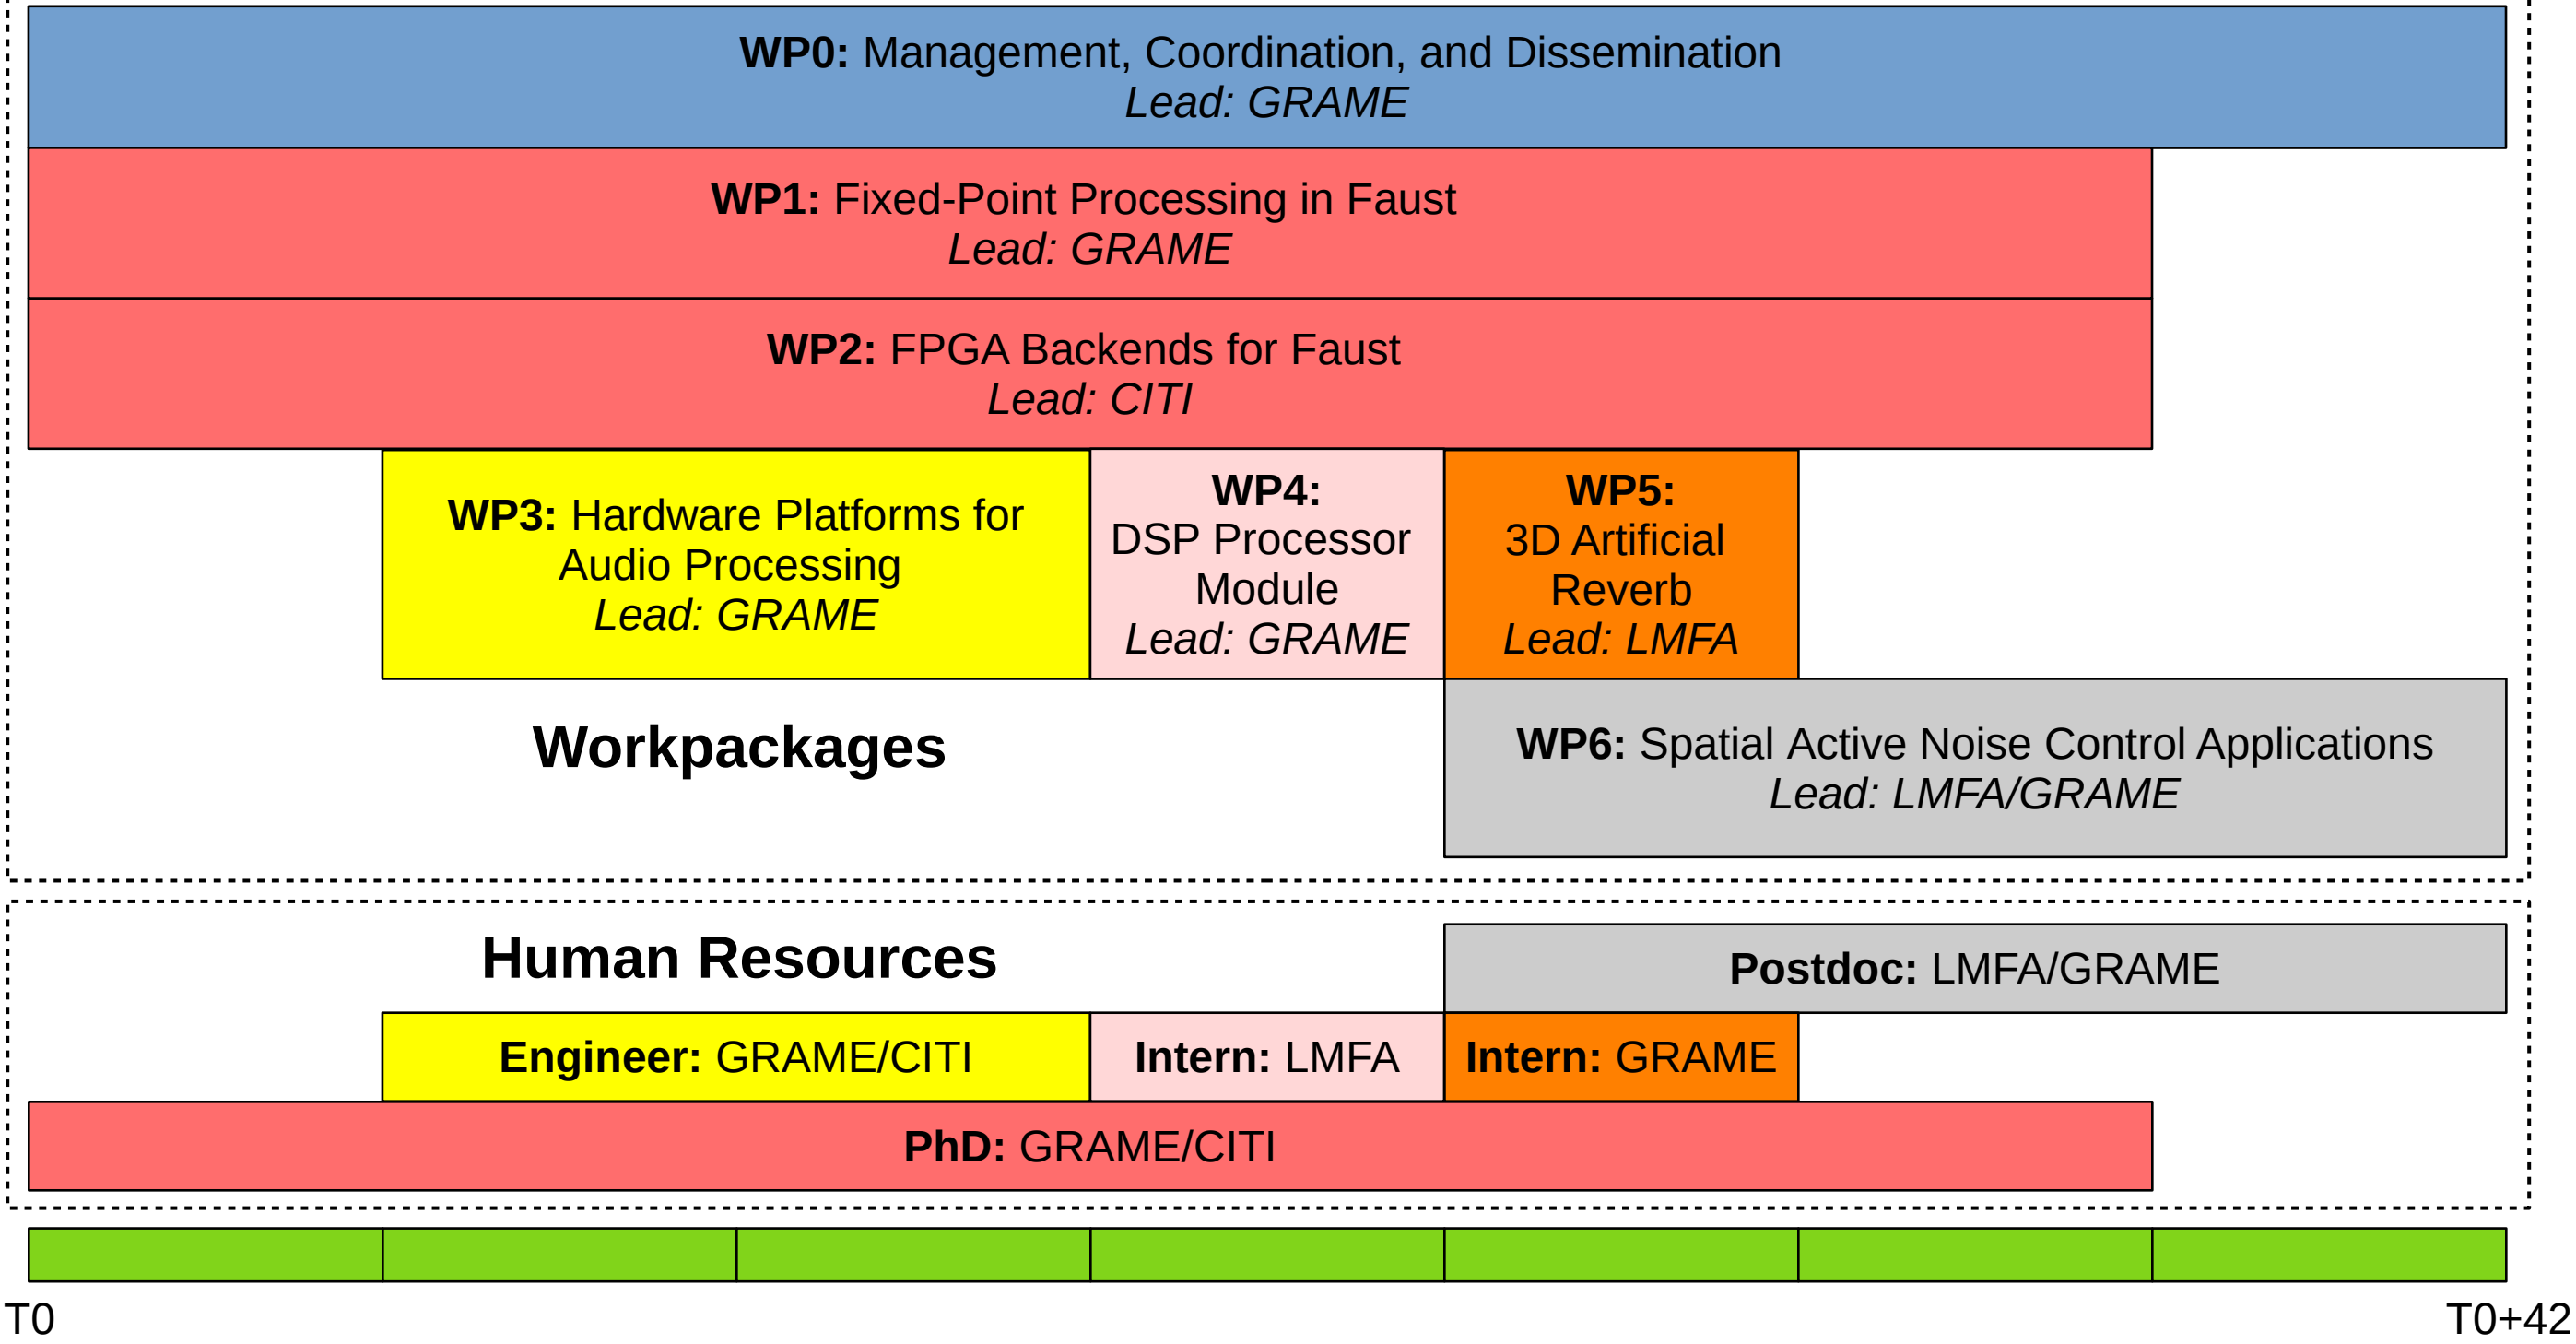 WP0: Management, Coordination, and Dissemination
Lead: GRAME
WP1: Fixed-Point Processing in Faust
Lead: GRAME
WP2: FPGA Backends for Faust
Lead: CITI
WP3: Hardware Platforms for
Audio Processing
Lead: GRAME
WP4:
DSP Processor
Module
Lead: GRAME
WP5:
3D Artificial
Reverb
Lead: LMFA
Workpackages
WP6: Spatial Active Noise Control Applications
Lead: LMFA/GRAME
Human Resources
Postdoc: LMFA/GRAME
Engineer: GRAME/CITI
Intern: LMFA
Intern: GRAME
PhD: GRAME/CITI
T0
T0+42